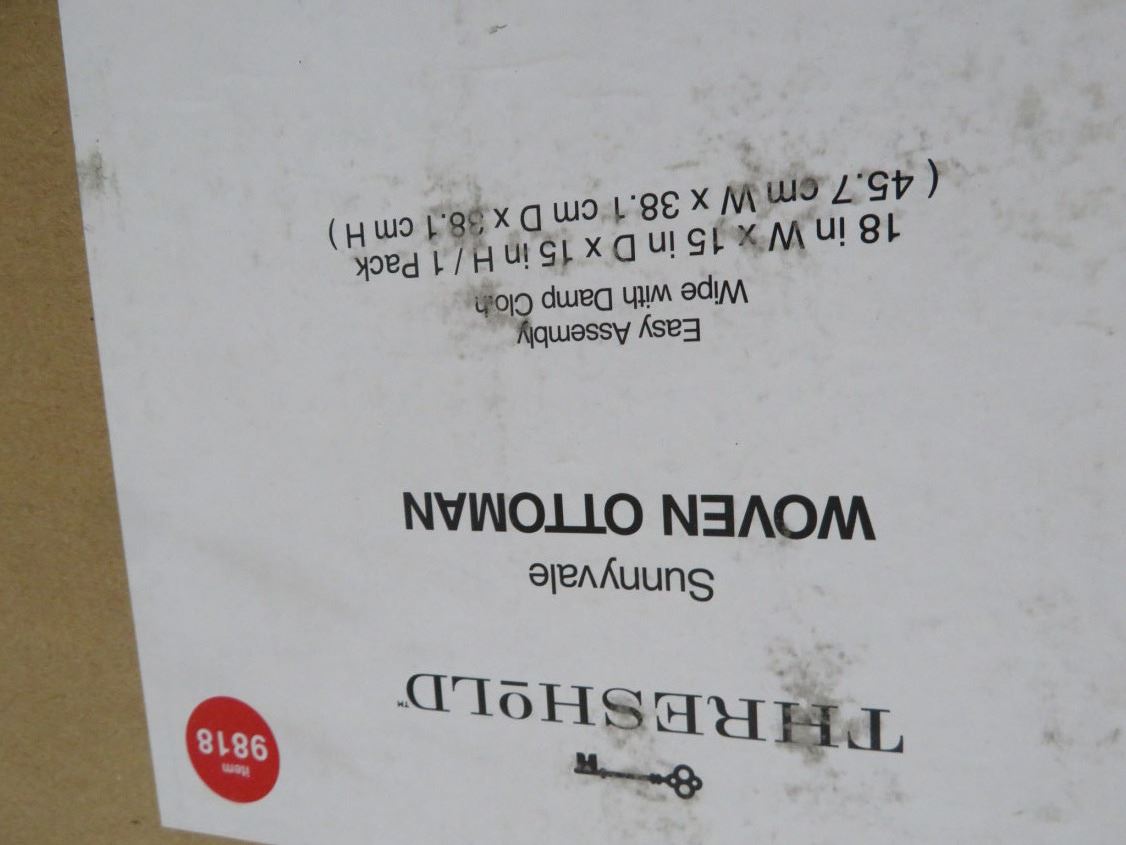 item
9818
THRESHōLD™
Sunnyvale
WOVEN OTTOMAN
Easy Assembly
Wipe with Damp Cloth
18 in W x 15 in D x 15 in H / 1 Pack
( 45.7 cm W x 38.1 cm D x 38.1 cm H )